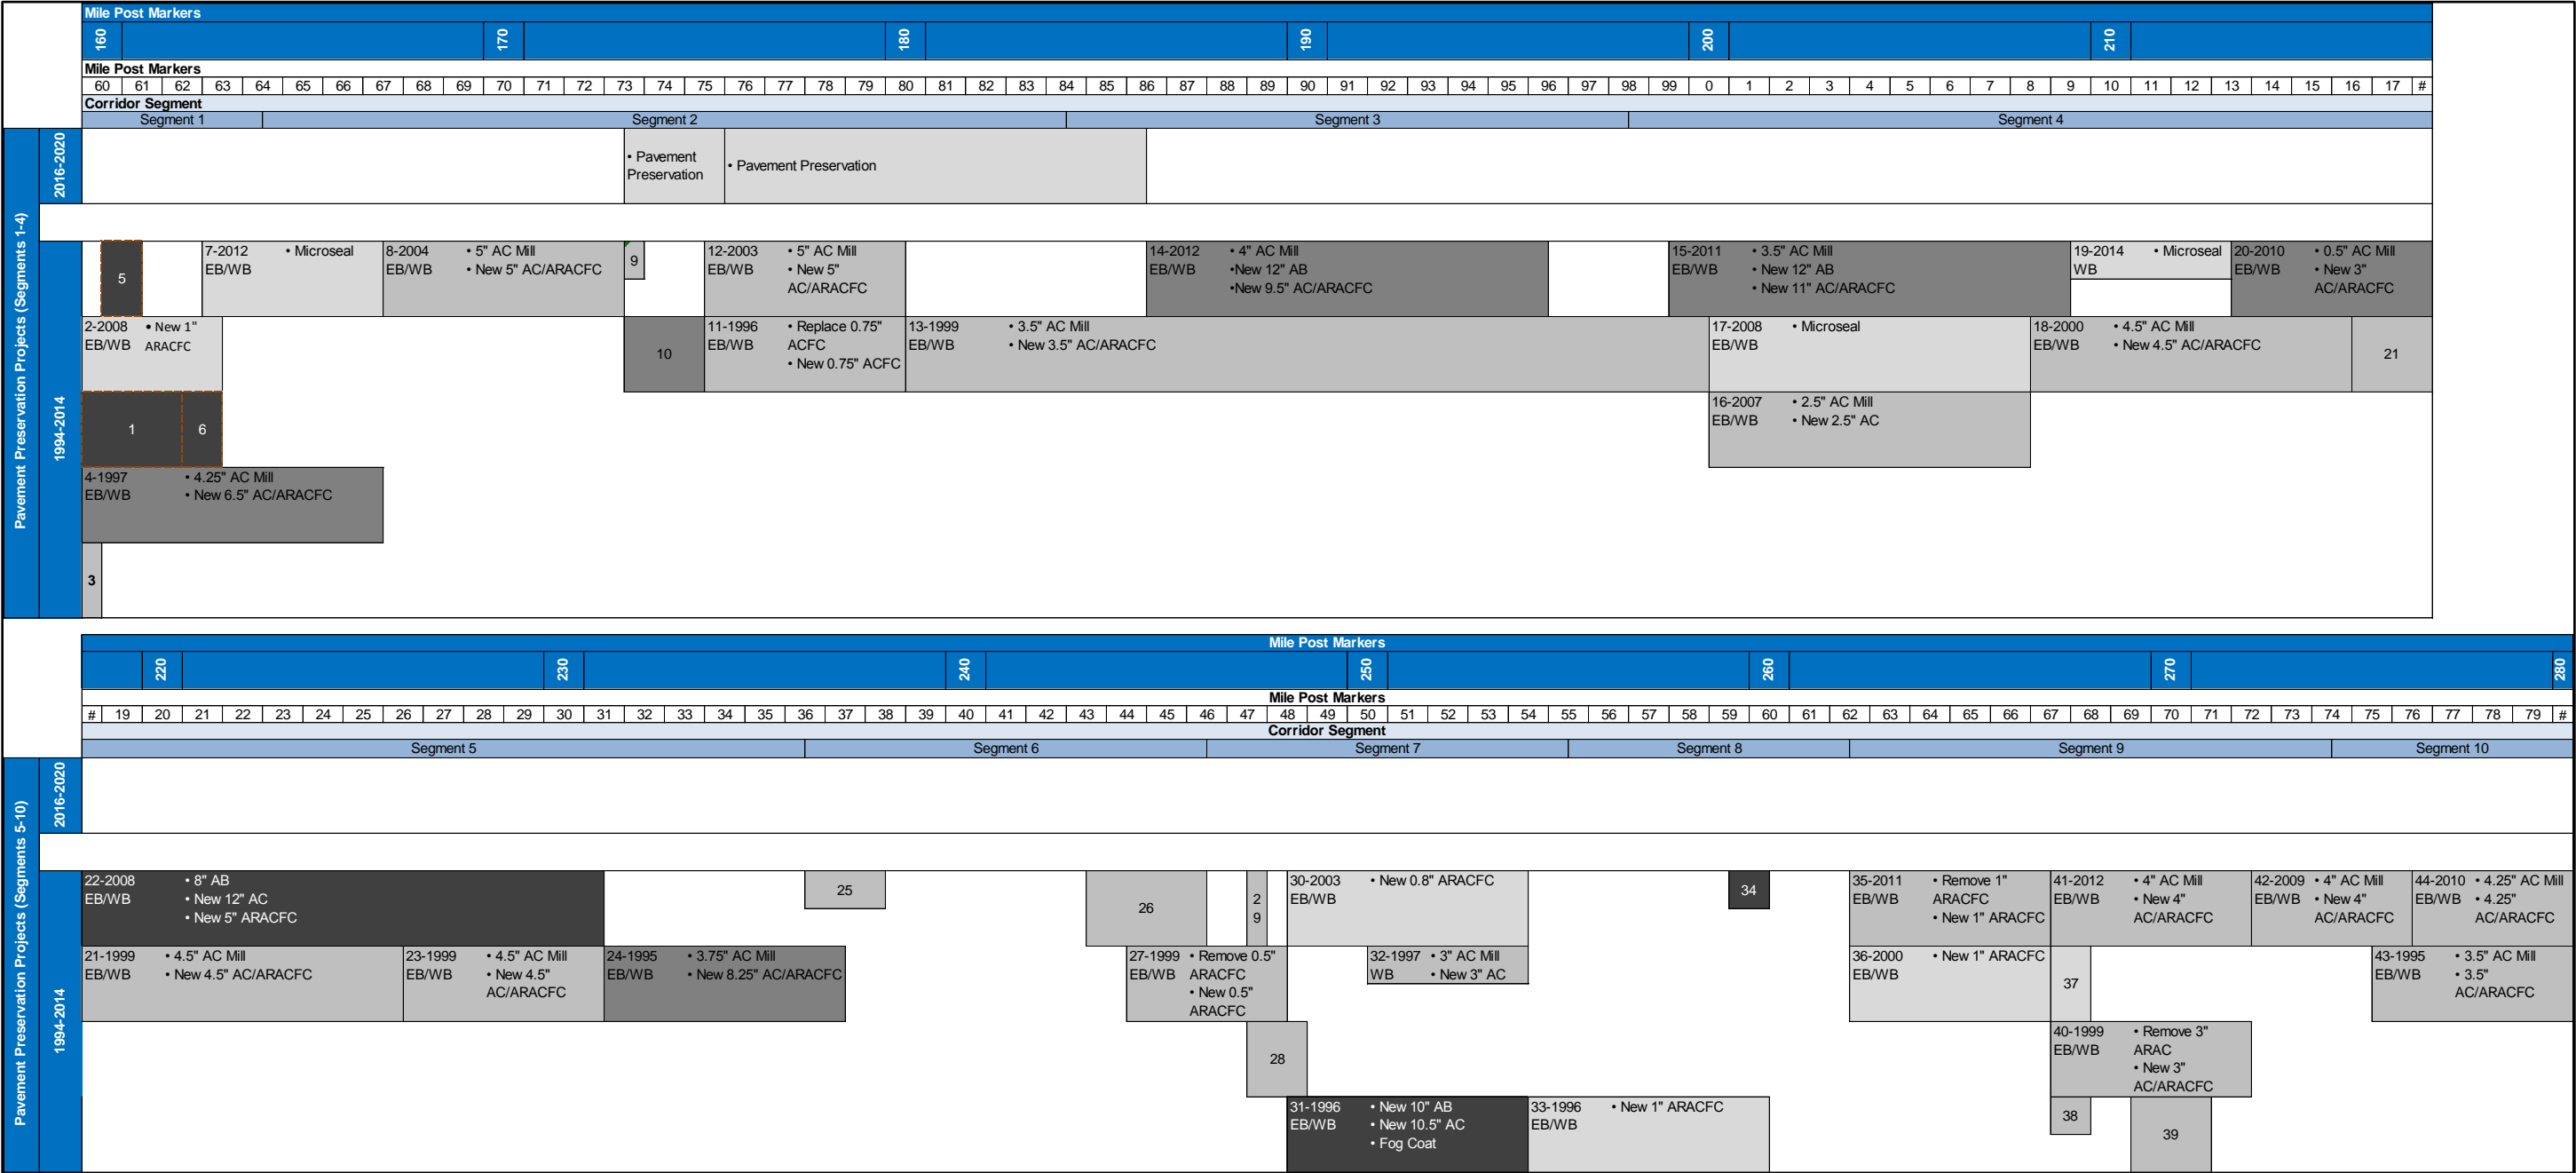 Mile Post Markers
160 170 180 190 200 210
Mile Post Markers
60 61 62 63 64 65 66 67 68 69 70 71 72 73 74 75 76 77 78 79 80 81 82 83 84 85 86 87 88 89 90 91 92 93 94 95 96 97 98 99 0 1 2 3 4 5 6 7 8 9 10 11 12 13 14 15 16 17 #
Corridor Segment
Segment 1 Segment 2 Segment 3 Segment 4
Pavement Preservation Projects (Segments 1-4)
2016-2020
• Pavement
Preservation
• Pavement Preservation
1994-2014
5
7-2012 • Microseal
EB/WB
8-2004 • 5" AC Mill
EB/WB • New 5" AC/ARACFC
9
12-2003 • 5" AC Mill
EB/WB • New 5"
AC/ARACFC
14-2012 • 4" AC Mill
EB/WB •New 12" AB
•New 9.5" AC/ARACFC
15-2011 • 3.5" AC Mill
EB/WB • New 12" AB
• New 11" AC/ARACFC
19-2014 • Microseal
WB
20-2010 • 0.5" AC Mill
EB/WB • New 3"
AC/ARACFC
2-2008 • New 1"
EB/WB ARACFC
10
11-1996 • Replace 0.75"
EB/WB ACFC
• New 0.75" ACFC
13-1999 • 3.5" AC Mill
EB/WB • New 3.5" AC/ARACFC
17-2008 • Microseal
EB/WB
18-2000 • 4.5" AC Mill
EB/WB • New 4.5" AC/ARACFC
21
1
6
16-2007 • 2.5" AC Mill
EB/WB • New 2.5" AC
4-1997 • 4.25" AC Mill
EB/WB • New 6.5" AC/ARACFC
3
Mile Post Markers
220 230 240 250 260 270 280
Mile Post Markers
# 19 20 21 22 23 24 25 26 27 28 29 30 31 32 33 34 35 36 37 38 39 40 41 42 43 44 45 46 47 48 49 50 51 52 53 54 55 56 57 58 59 60 61 62 63 64 65 66 67 68 69 70 71 72 73 74 75 76 77 78 79 #
Corridor Segment
Segment 5 Segment 6 Segment 7 Segment 8 Segment 9 Segment 10
Pavement Preservation Projects (Segments 5-10)
2016-2020
1994-2014
22-2008 • 8" AB
EB/WB • New 12" AC
• New 5" ARACFC
25
26
2
9
30-2003 • New 0.8" ARACFC
EB/WB
34
35-2011 • Remove 1"
EB/WB ARACFC
• New 1" ARACFC
41-2012 • 4" AC Mill
EB/WB • New 4"
AC/ARACFC
42-2009 • 4" AC Mill
EB/WB • New 4"
AC/ARACFC
44-2010 • 4.25" AC Mill
EB/WB • 4.25"
AC/ARACFC
21-1999 • 4.5" AC Mill
EB/WB • New 4.5" AC/ARACFC
23-1999 • 4.5" AC Mill
EB/WB • New 4.5"
AC/ARACFC
24-1995 • 3.75" AC Mill
EB/WB • New 8.25" AC/ARACFC
27-1999 • Remove 0.5"
EB/WB ARACFC
• New 0.5"
ARACFC
32-1997 • 3" AC Mill
WB • New 3" AC
36-2000 • New 1" ARACFC
EB/WB
37
43-1995 • 3.5" AC Mill
EB/WB • 3.5"
AC/ARACFC
28
40-1999 • Remove 3"
EB/WB ARAC
• New 3"
AC/ARACFC
31-1996 • New 10" AB
EB/WB • New 10.5" AC
• Fog Coat
33-1996 • New 1" ARACFC
EB/WB
38
39